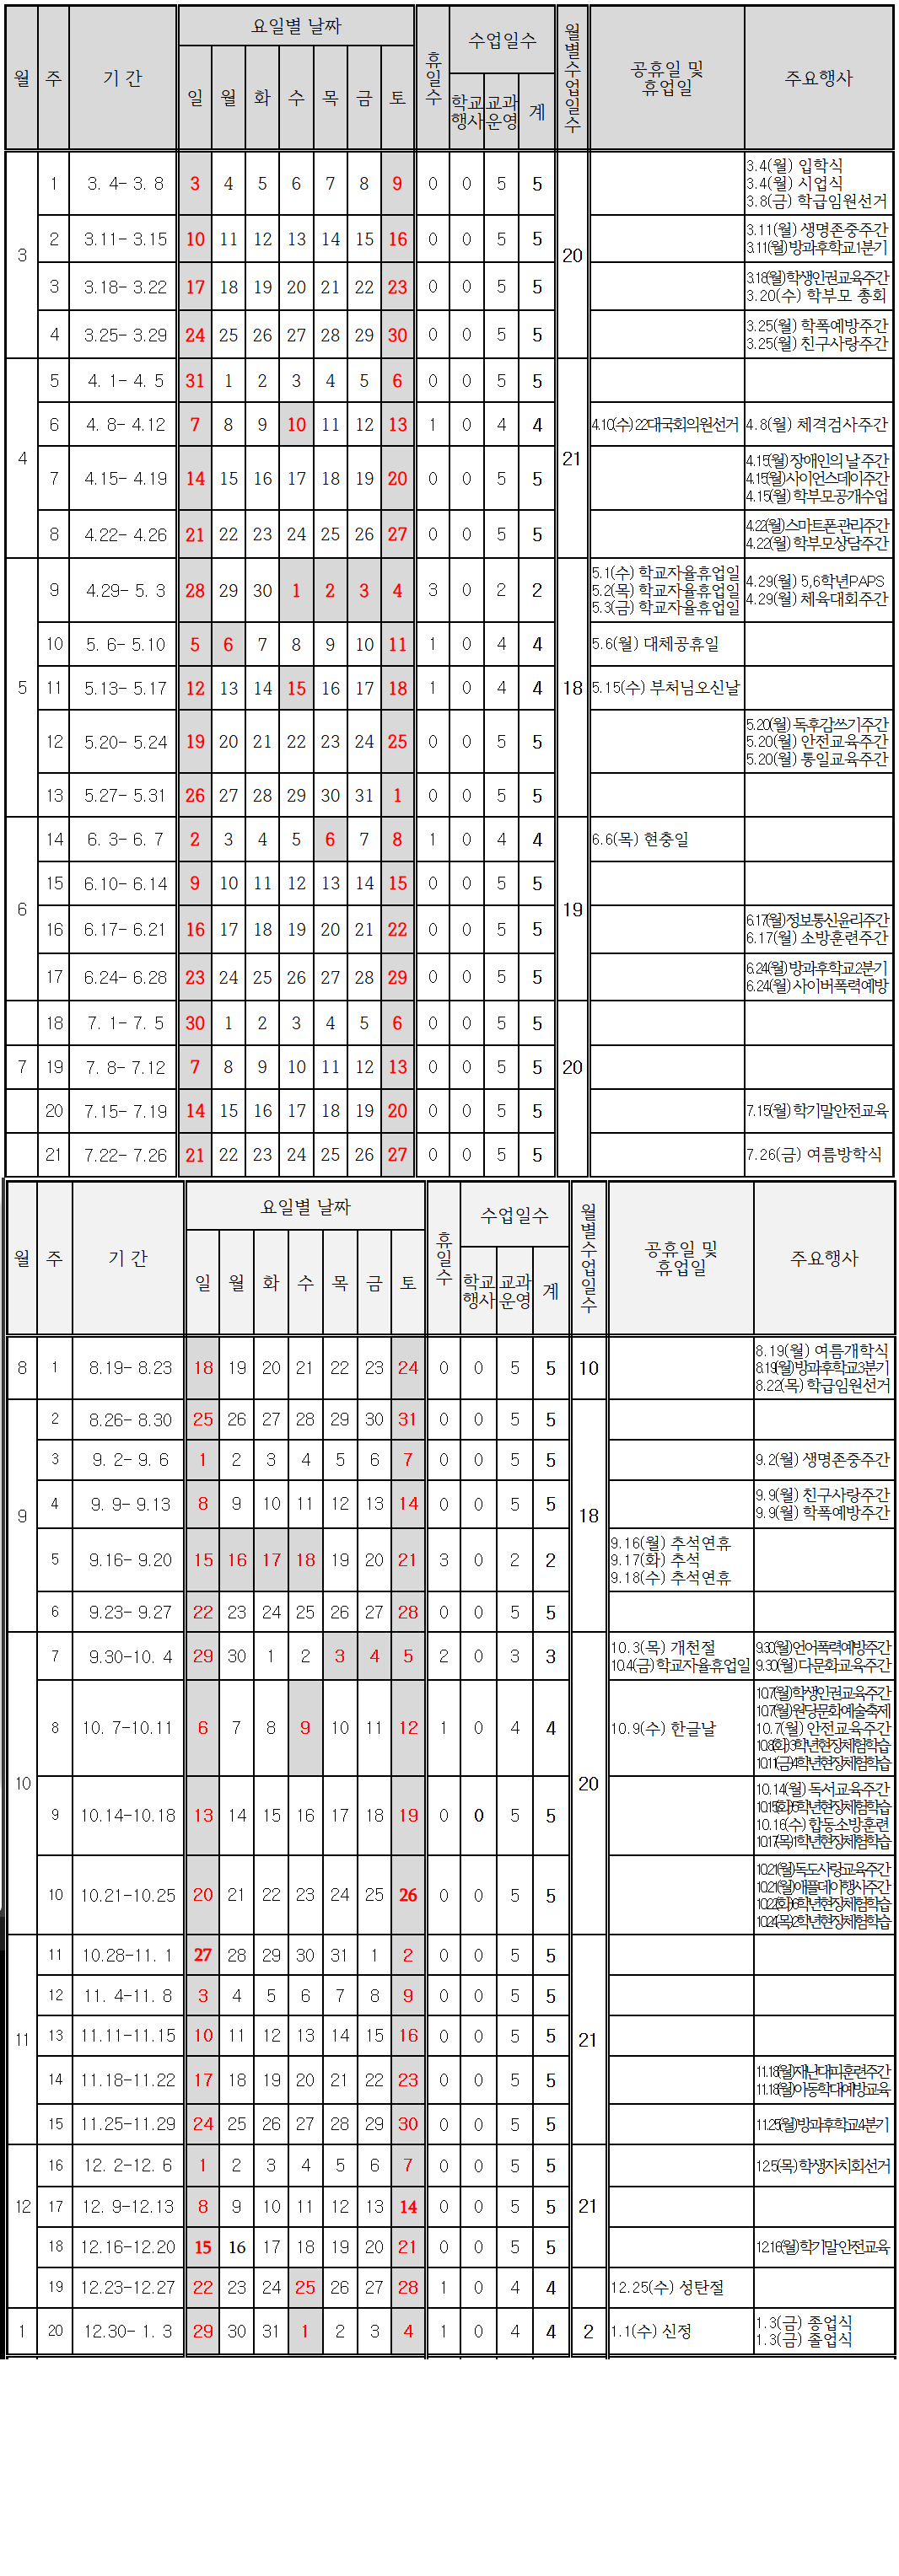 월 주 기 간 요일별 날짜 휴일수 수업일수 월별수업일수 공휴일 및 휴업일 주요행사
일 월 화 수 목 금 토 학교행사 교과운영 계
3 1 3. 4- 3. 8 3 4 5 6 7 8 9 0 0 5 5 20 3.4(월) 입학식
3.4(월) 시업식
3.8(금) 학급임원선거
2 3.11- 3.15 10 11 12 13 14 15 16 0 0 5 5 3.11(월) 생명존중주간
3.11(월)방과후학교1분기
3 3.18- 3.22 17 18 19 20 21 22 23 0 0 5 5 3.18(월)학생인권교육주간
3.20(수) 학부모 총회
4 3.25- 3.29 24 25 26 27 28 29 30 0 0 5 5 3.25(월) 학폭예방주간
3.25(월) 친구사랑주간
4 5 4. 1- 4. 5 31 1 2 3 4 5 6 0 0 5 5 21
6 4. 8- 4.12 7 8 9 10 11 12 13 1 0 4 4 4.10(수)22대국회의원선거 4.8(월) 체격검사주간
7 4.15- 4.19 14 15 16 17 18 19 20 0 0 5 5 4.15(월)장애인의 날 주간
4.15(월)사이언스데이주간
4.15(월)학부모공개수업
8 4.22- 4.26 21 22 23 24 25 26 27 0 0 5 5 4.22(월)스마트폰관리주간
4.22(월)학부모상담주간
5 9 4.29- 5. 3 28 29 30 1 2 3 4 3 0 2 2 18 5.1(수) 학교자율휴업일
5.2(목) 학교자율휴업일
5.3(금) 학교자율휴업일
4.29(월) 5,6학년PAPS
4.29(월) 체육대회주간
10 5. 6- 5.10 5 6 7 8 9 10 11 1 0 4 4 5.6(월) 대체공휴일
11 5.13- 5.17 12 13 14 15 16 17 18 1 0 4 4 5.15(수) 부처님오신날
12 5.20- 5.24 19 20 21 22 23 24 25 0 0 5 5 5.20(월)독후감쓰기주간
5.20(월) 안전교육주간
5.20(월) 통일교육주간
13 5.27- 5.31 26 27 28 29 30 31 1 0 0 5 5
6 14 6. 3- 6. 7 2 3 4 5 6 7 8 1 0 4 4 19 6.6(목) 현충일
15 6.10- 6.14 9 10 11 12 13 14 15 0 0 5 5
16 6.17- 6.21 16 17 18 19 20 21 22 0 0 5 5 6.17(월)정보통신윤리주간
6.17(월) 소방훈련주간
17 6.24- 6.28 23 24 25 26 27 28 29 0 0 5 5 6.24(월)방과후학교2분기
6.24(월)사이버폭력예방
18 7. 1- 7. 5 30 1 2 3 4 5 6 0 0 5 5
7 19 7. 8- 7.12 7 8 9 10 11 12 13 0 0 5 5 20
20 7.15- 7.19 14 15 16 17 18 19 20 0 0 5 5 7.15(월)학기말안전교육
21 7.22- 7.26 21 22 23 24 25 26 27 0 0 5 5 7.26(금) 여름방학식
월 주 기 간 요일별 날짜 휴일수 수업일수 월별수업일수 공휴일 및 휴업일 주요행사
일 월 화 수 목 금 토 학교행사 교과운영 계
8 1 8.19- 8.23 18 19 20 21 22 23 24 0 0 5 5 10 8.19(월) 여름개학식
8.19(월)방과후학교3분기
8.22(목)학급임원선거
9 2 8.26- 8.30 25 26 27 28 29 30 31 0 0 5 5 18
3 9. 2- 9. 6 1 2 3 4 5 6 7 0 0 5 5 9.2(월) 생명존중주간
4 9. 9- 9.13 8 9 10 11 12 13 14 0 0 5 5 9.9(월) 친구사랑주간
9.9(월) 학폭예방주간
5 9.16- 9.20 15 16 17 18 19 20 21 3 0 2 2 9.16(월) 추석연휴
9.17(화) 추석
9.18(수) 추석연휴
6 9.23- 9.27 22 23 24 25 26 27 28 0 0 5 5
10 7 9.30-10. 4 29 30 1 2 3 4 5 2 0 3 3 20 10.3(목) 개천절
10.4(금)학교자율휴업일
9.30(월)언어폭력예방주간
9.30(월)다문화교육주간
8 10. 7-10.11 6 7 8 9 10 11 12 1 0 4 4 10.9(수) 한글날
10.7(월)학생인권교육주간
10.7(월)원당문화예술축제
10.7(월) 안전교육주간
10.8(화)3학년현장체험학습
10.11(금)4학년현장체험학습
9 10.14-10.18 13 14 15 16 17 18 19 0 0 5 5 10.14(월) 독서교육주간
10.15(화)5학년현장체험학습
10.16(수)합동소방훈련
10.17(목)1학년현장체험학습
10 10.21-10.25 20 21 22 23 24 25 26 0 0 5 5 10.21(월)독도사랑교육주간
10.21(월)애플데이행사주간
10.22(화)6학년현장체험학습
10.24(목)2학년현장체험학습
11 11 10.28-11. 1 27 28 29 30 31 1 2 0 0 5 5 21
12 11. 4-11. 8 3 4 5 6 7 8 9 0 0 5 5
13 11.11-11.15 10 11 12 13 14 15 16 0 0 5 5
14 11.18-11.22 17 18 19 20 21 22 23 0 0 5 5 11.18(월)재난대피훈련주간
11.18(월)아동학대예방교육
15 11.25-11.29 24 25 26 27 28 29 30 0 0 5 5 11.25(월)방과후학교4분기
12 16 12. 2-12. 6 1 2 3 4 5 6 7 0 0 5 5 21 12.5(목)학생자치회선거
17 12. 9-12.13 8 9 10 11 12 13 14 0 0 5 5
18 12.16-12.20 15 16 17 18 19 20 21 0 0 5 5 12.16(월)학기말안전교육
19 12.23-12.27 22 23 24 25 26 27 28 1 0 4 4 12.25(수) 성탄절
1 20 12.30- 1. 3 29 30 31 1 2 3 4 1 0 4 4 2 1.1(수) 신정 1.3(금) 종업식
1.3(금) 졸업식